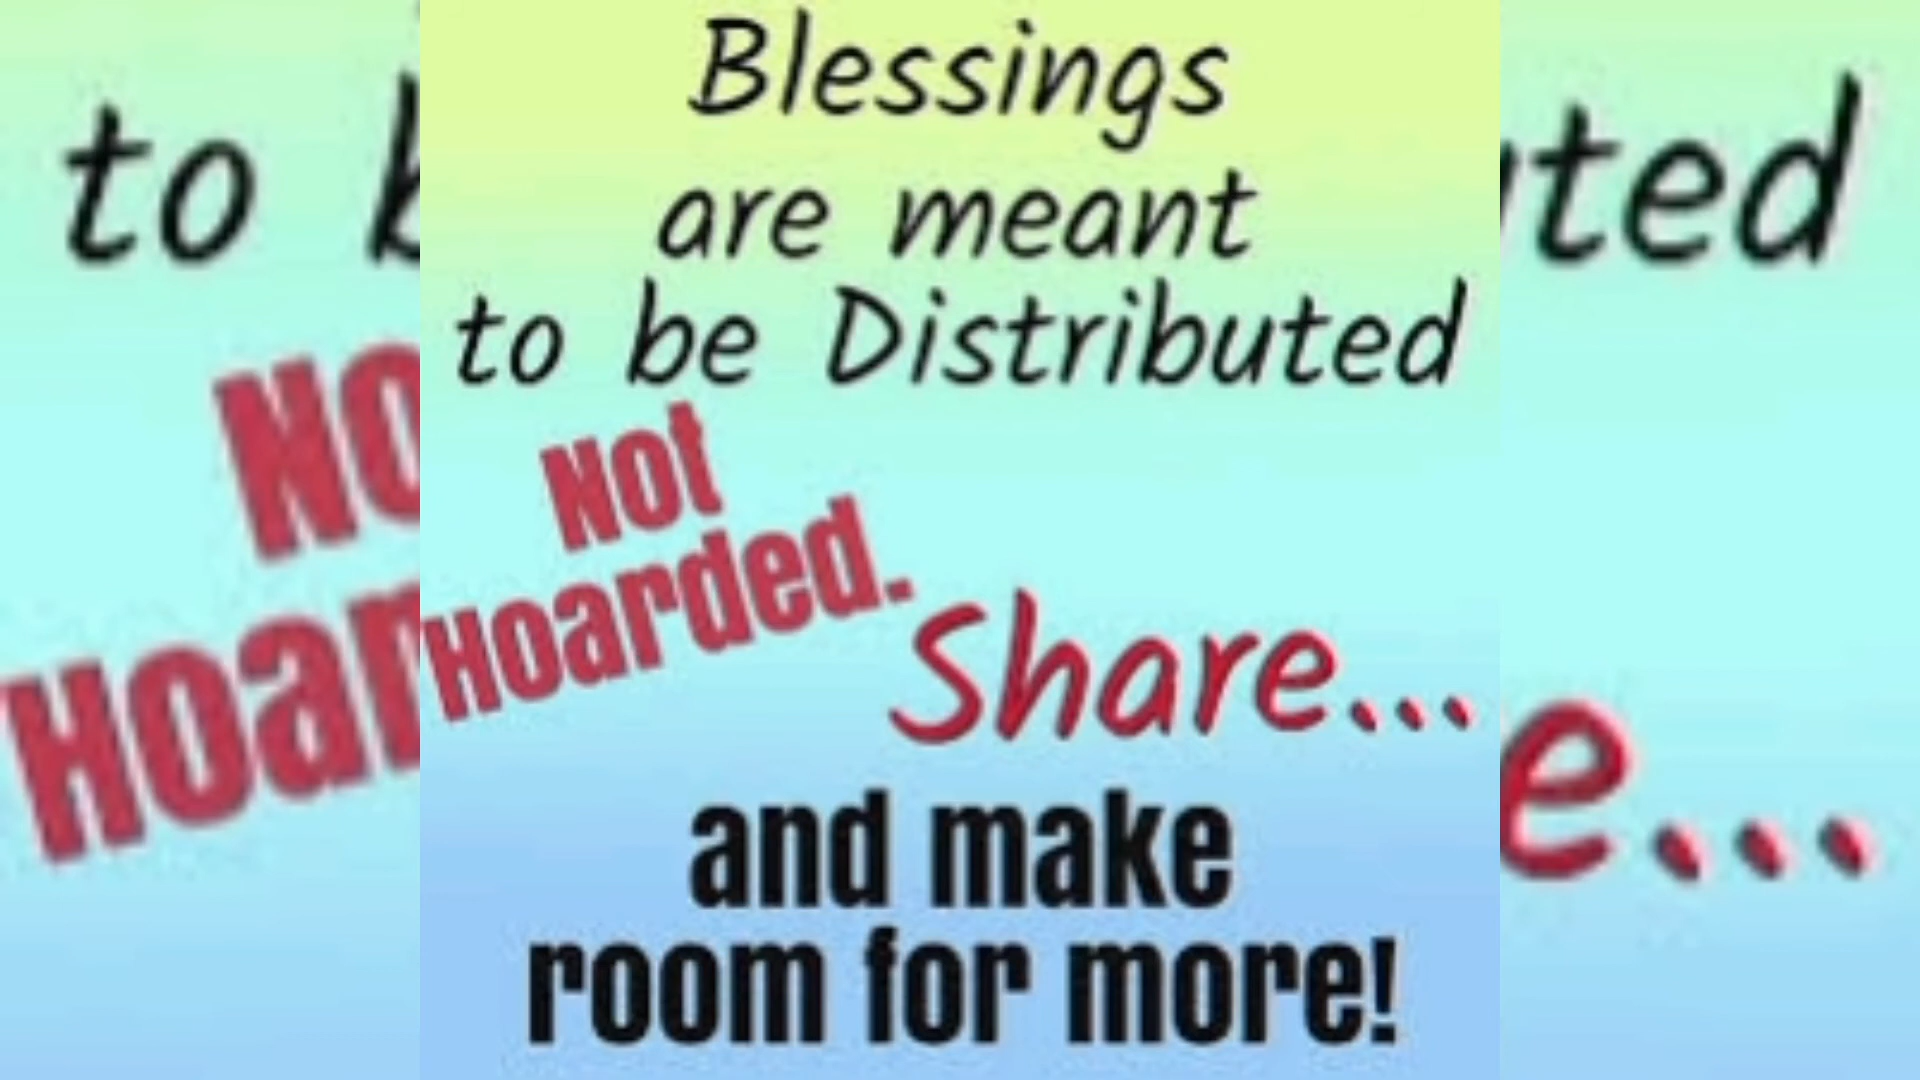 Blessings
are meant
to be Distributed
Not
Hoarded.
Share...
and make
room for more!